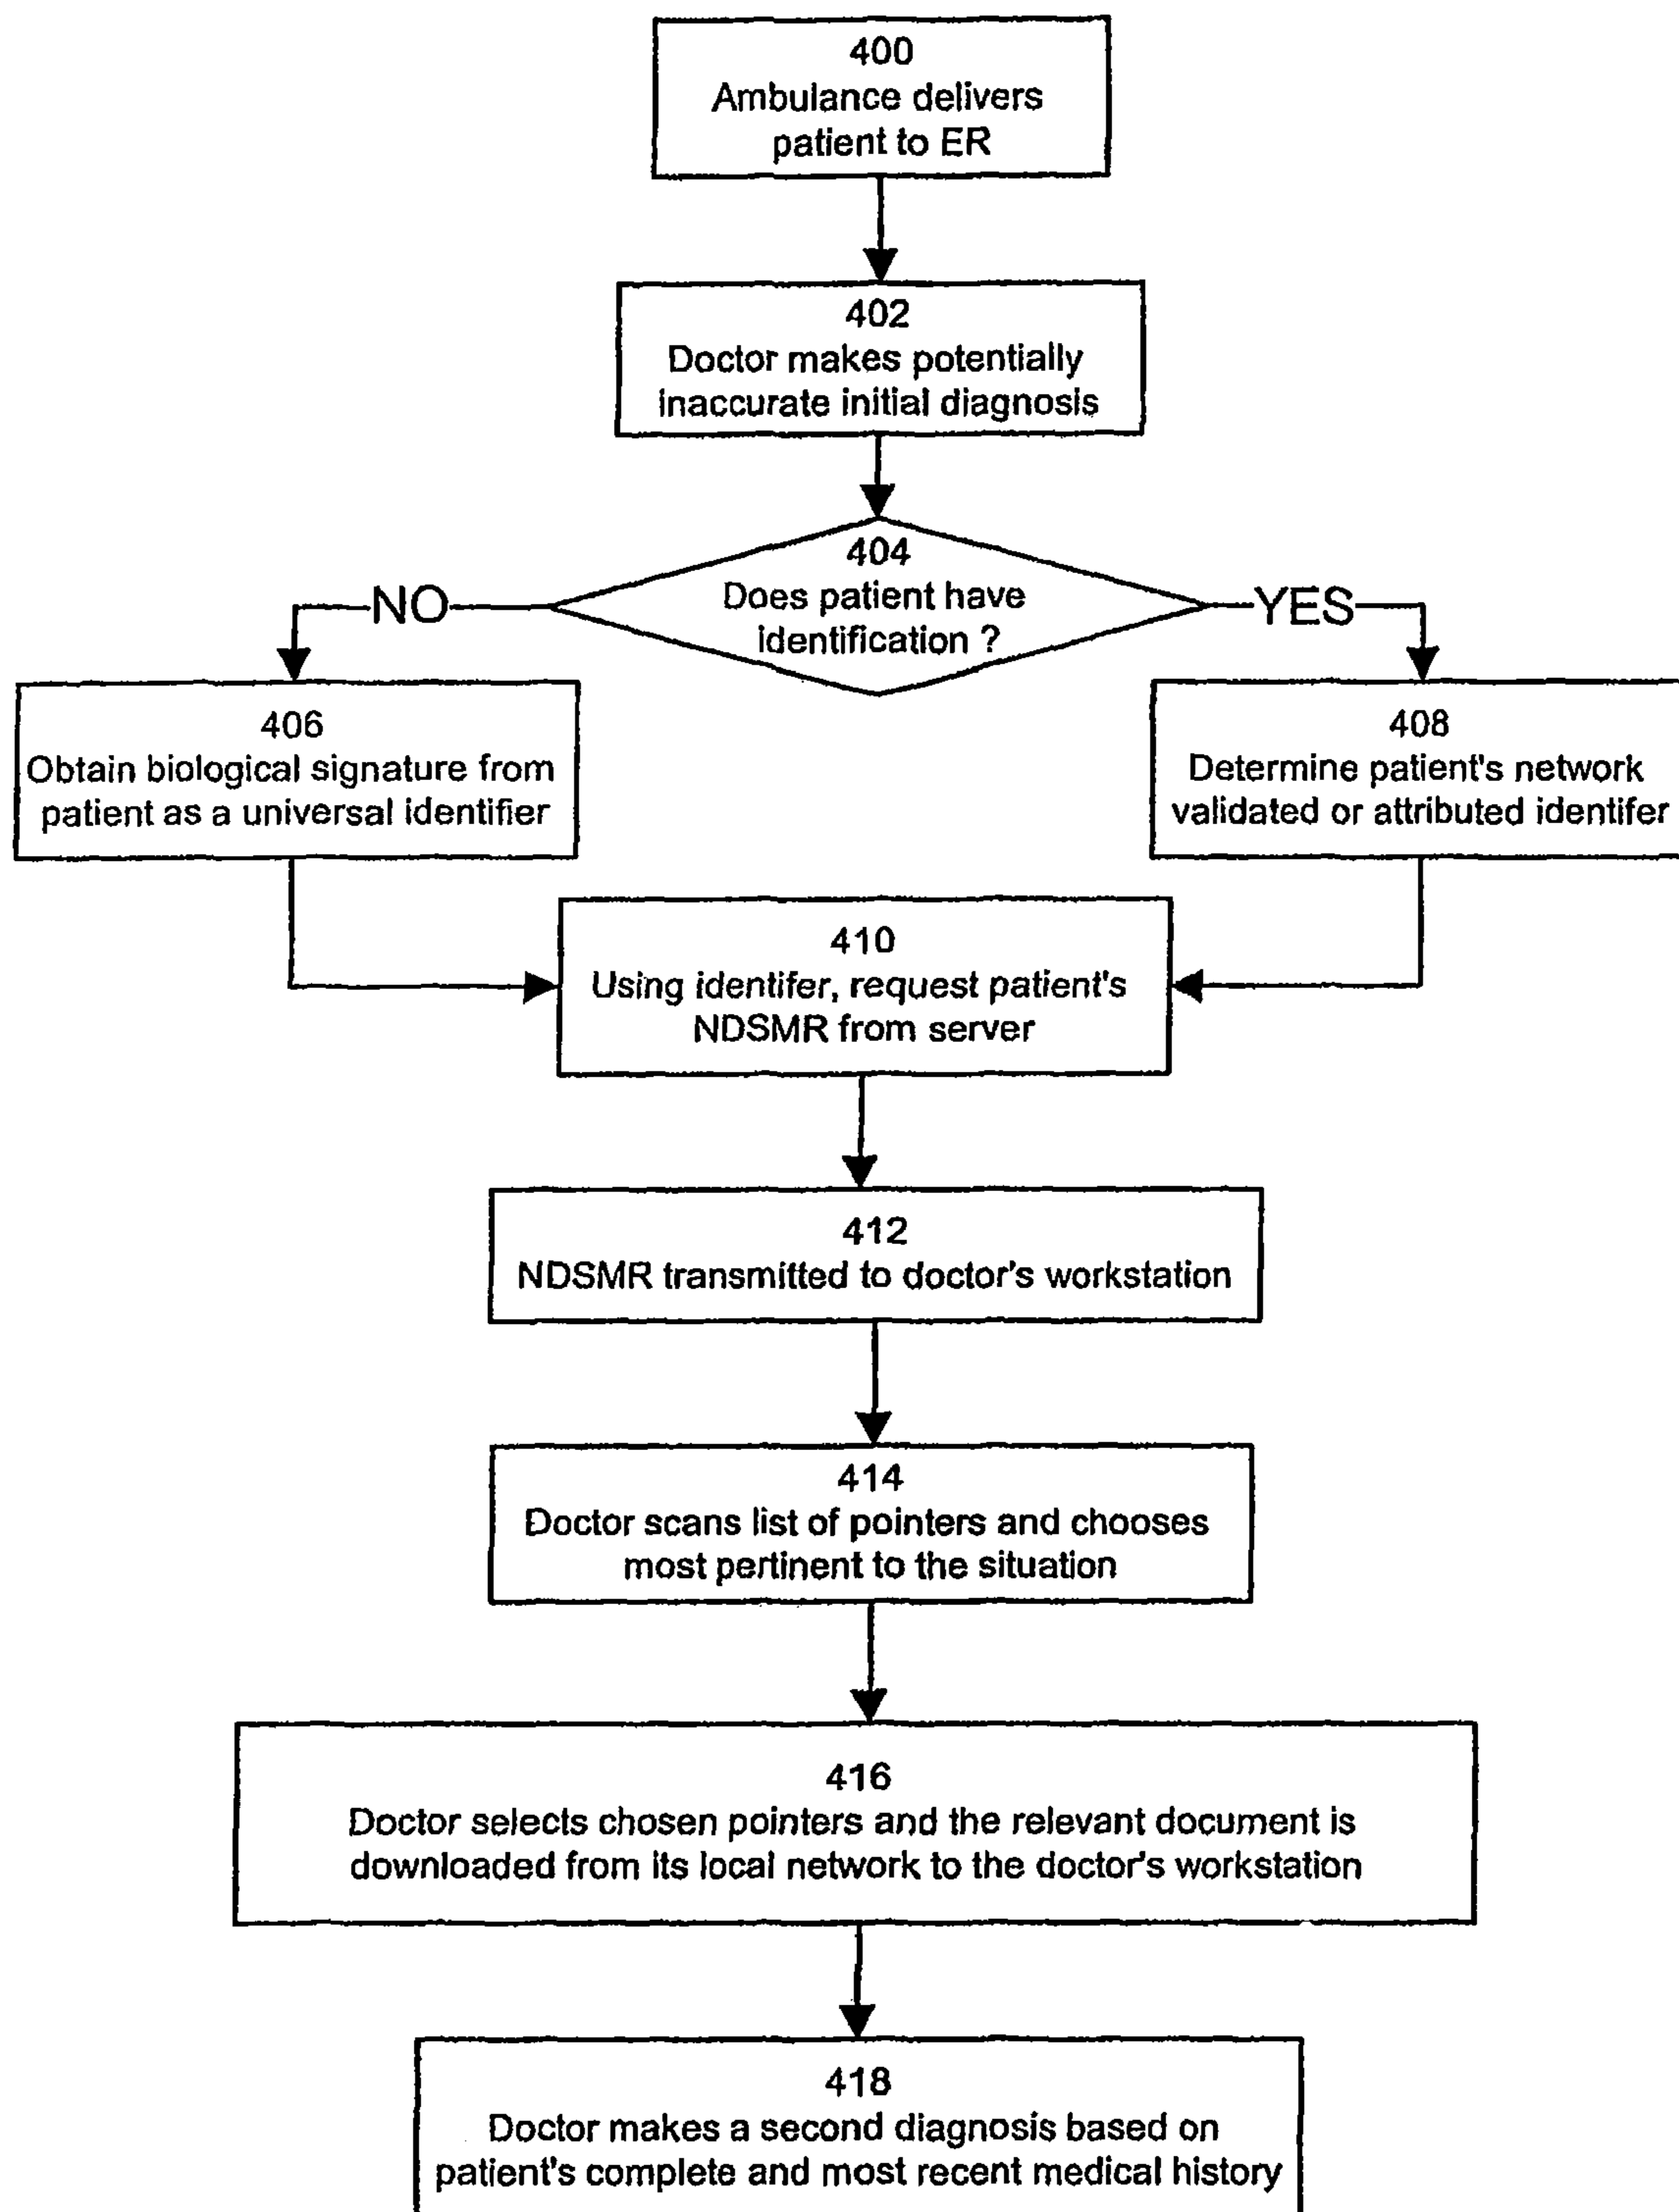 400
Ambulance delivers
patient to ER
402
Doctor makes potentially
inaccurate initial diagnosis
404
Does patient have
identification ?
NO
YES
406
Obtain biological signature from
patient as a universal identifier
408
Determine patient's network
validated or attributed identifer
410
Using identifer, request patient's
NDSMR from server
412
NDSMR transmitted to doctor's workstation
414
Doctor scans list of pointers and chooses
most pertinent to the situation
416
Doctor selects chosen pointers and the relevant document is
downloaded from its local network to the doctor's workstation
418
Doctor makes a second diagnosis based on
patient's complete and most recent medical history